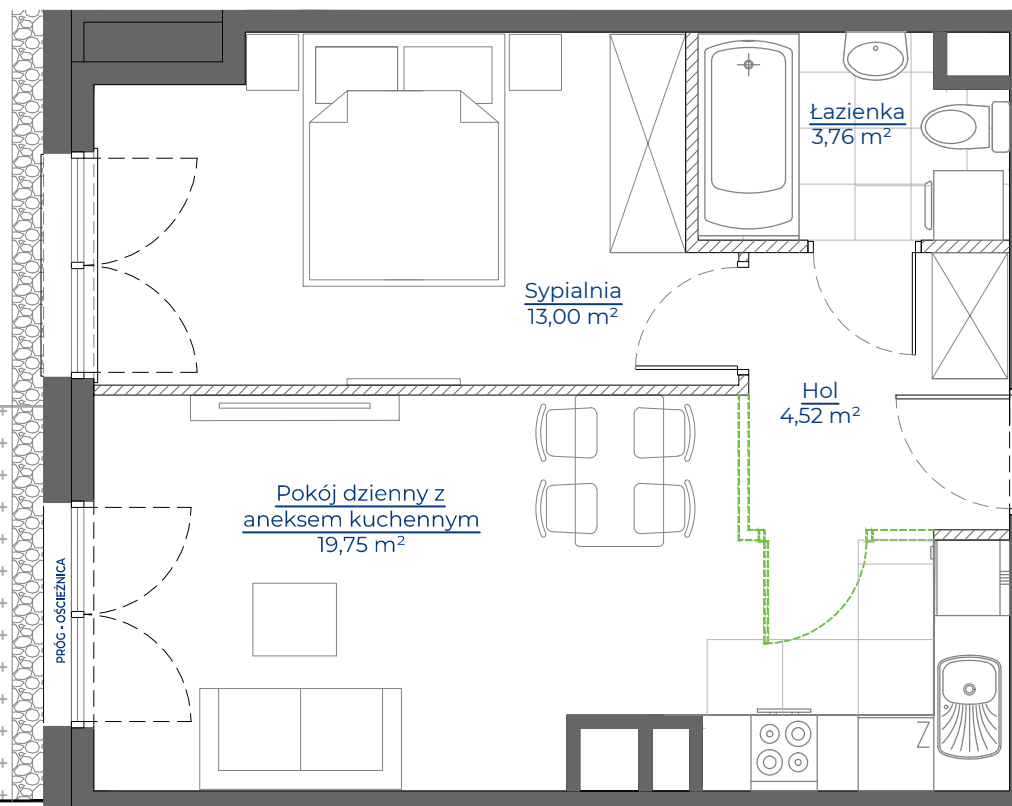 Łazienka
3,76 m²
Sypialnia
13,00 m²
Hol
4,52 m²
Pokój dzienny z
aneksem kuchennym
19,75 m²
PRÓG - OŚCIEŻNICA
Z